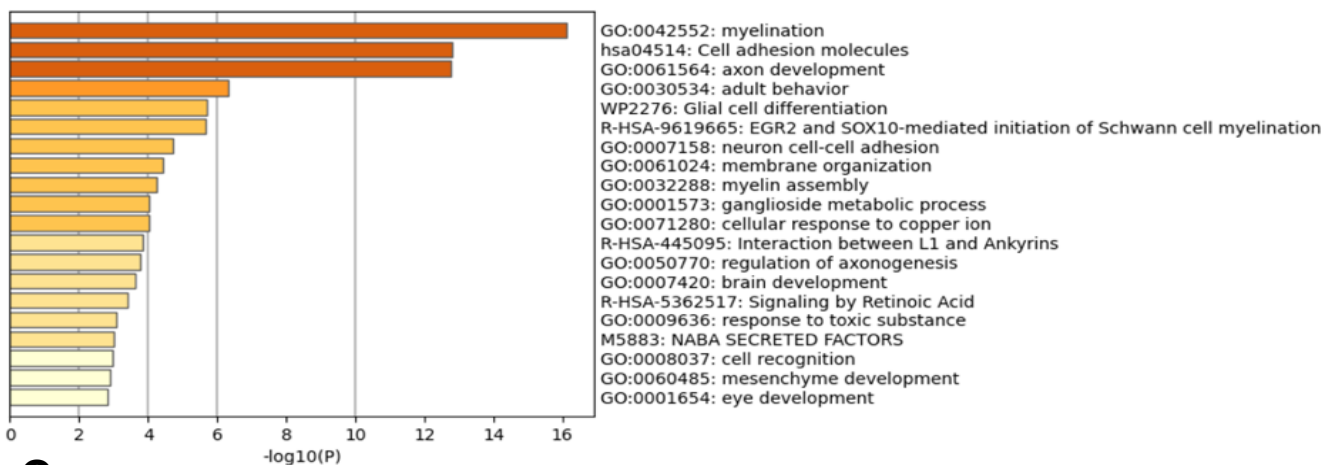 GO:0042552: myelination
hsa04514: Cell adhesion molecules
GO:0061564: axon development
GO:0030534: adult behavior
WP2276: Glial cell differentiation
R-HSA-9619665: EGR2 and SOX10-mediated initiation of Schwann cell myelination
GO:0007158: neuron cell-cell adhesion
GO:0061024: membrane organization
GO:0032288: myelin assembly
GO:0001573: ganglioside metabolic process
GO:0071280: cellular response to copper ion
R-HSA-445095: Interaction between L1 and Ankyrins
GO:0050770: regulation of axonogenesis
GO:0007420: brain development
R-HSA-5362517: Signaling by Retinoic Acid
GO:0009636: response to toxic substance
M5883: NABA SECRETED FACTORS
GO:0008037: cell recognition
GO:0060485: mesenchyme development
GO:0001654: eye development
0 2 4 6 8 10 12 14 16
-log10(P)